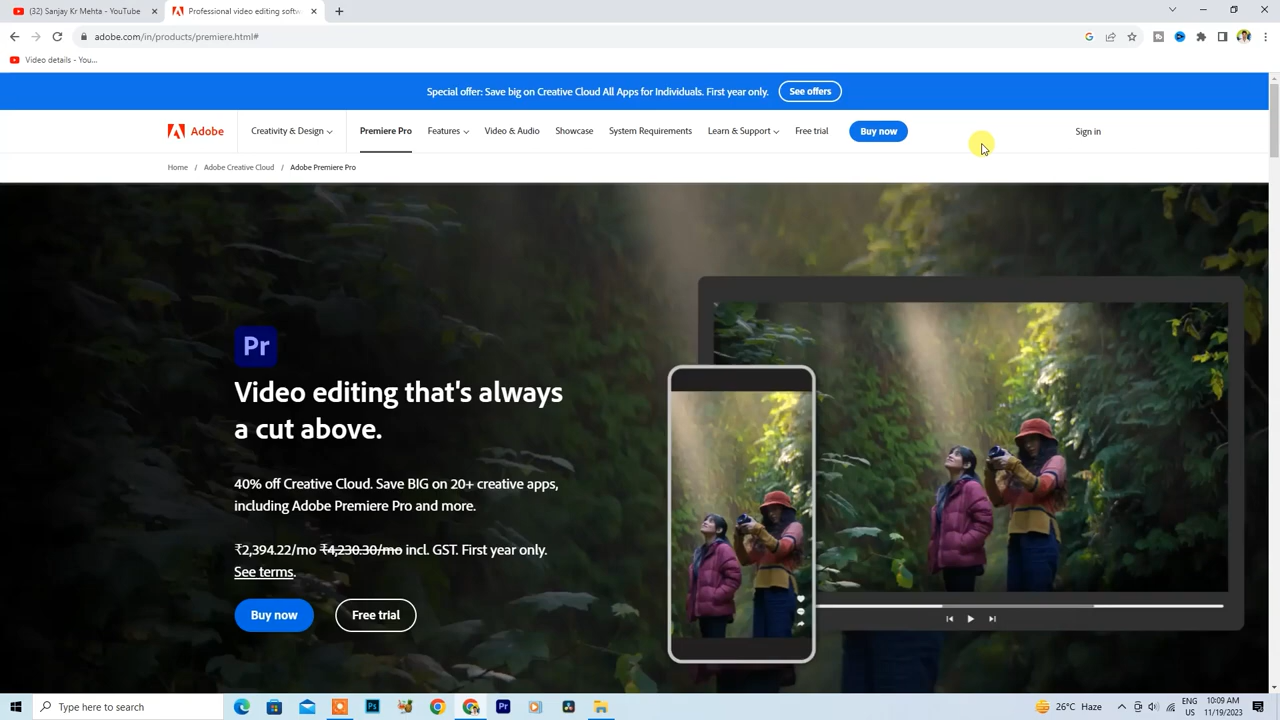 (32) Sanjay Kr Mehta - YouTube
Professional video editing softw
adobe.com/in/products/premiere.html#
Video details - You...
Special offer: Save big on Creative Cloud All Apps for Individuals. First year only.
See offers
Adobe
Creativity & Design
Premiere Pro
Features
Video & Audio
Showcase
System Requirements
Learn & Support
Free trial
Buy now
Sign in
Home / Adobe Creative Cloud / Adobe Premiere Pro
Pr
Video editing that's always
a cut above.
40% off Creative Cloud. Save BIG on 20+ creative apps,
including Adobe Premiere Pro and more.
₹2,394.22/mo ₹4,230.30/mo incl. GST. First year only.
See terms.
Buy now
Free trial
Type here to search
Ps
Pr
26°C Haze
ENG
US
10:09 AM
11/19/2023